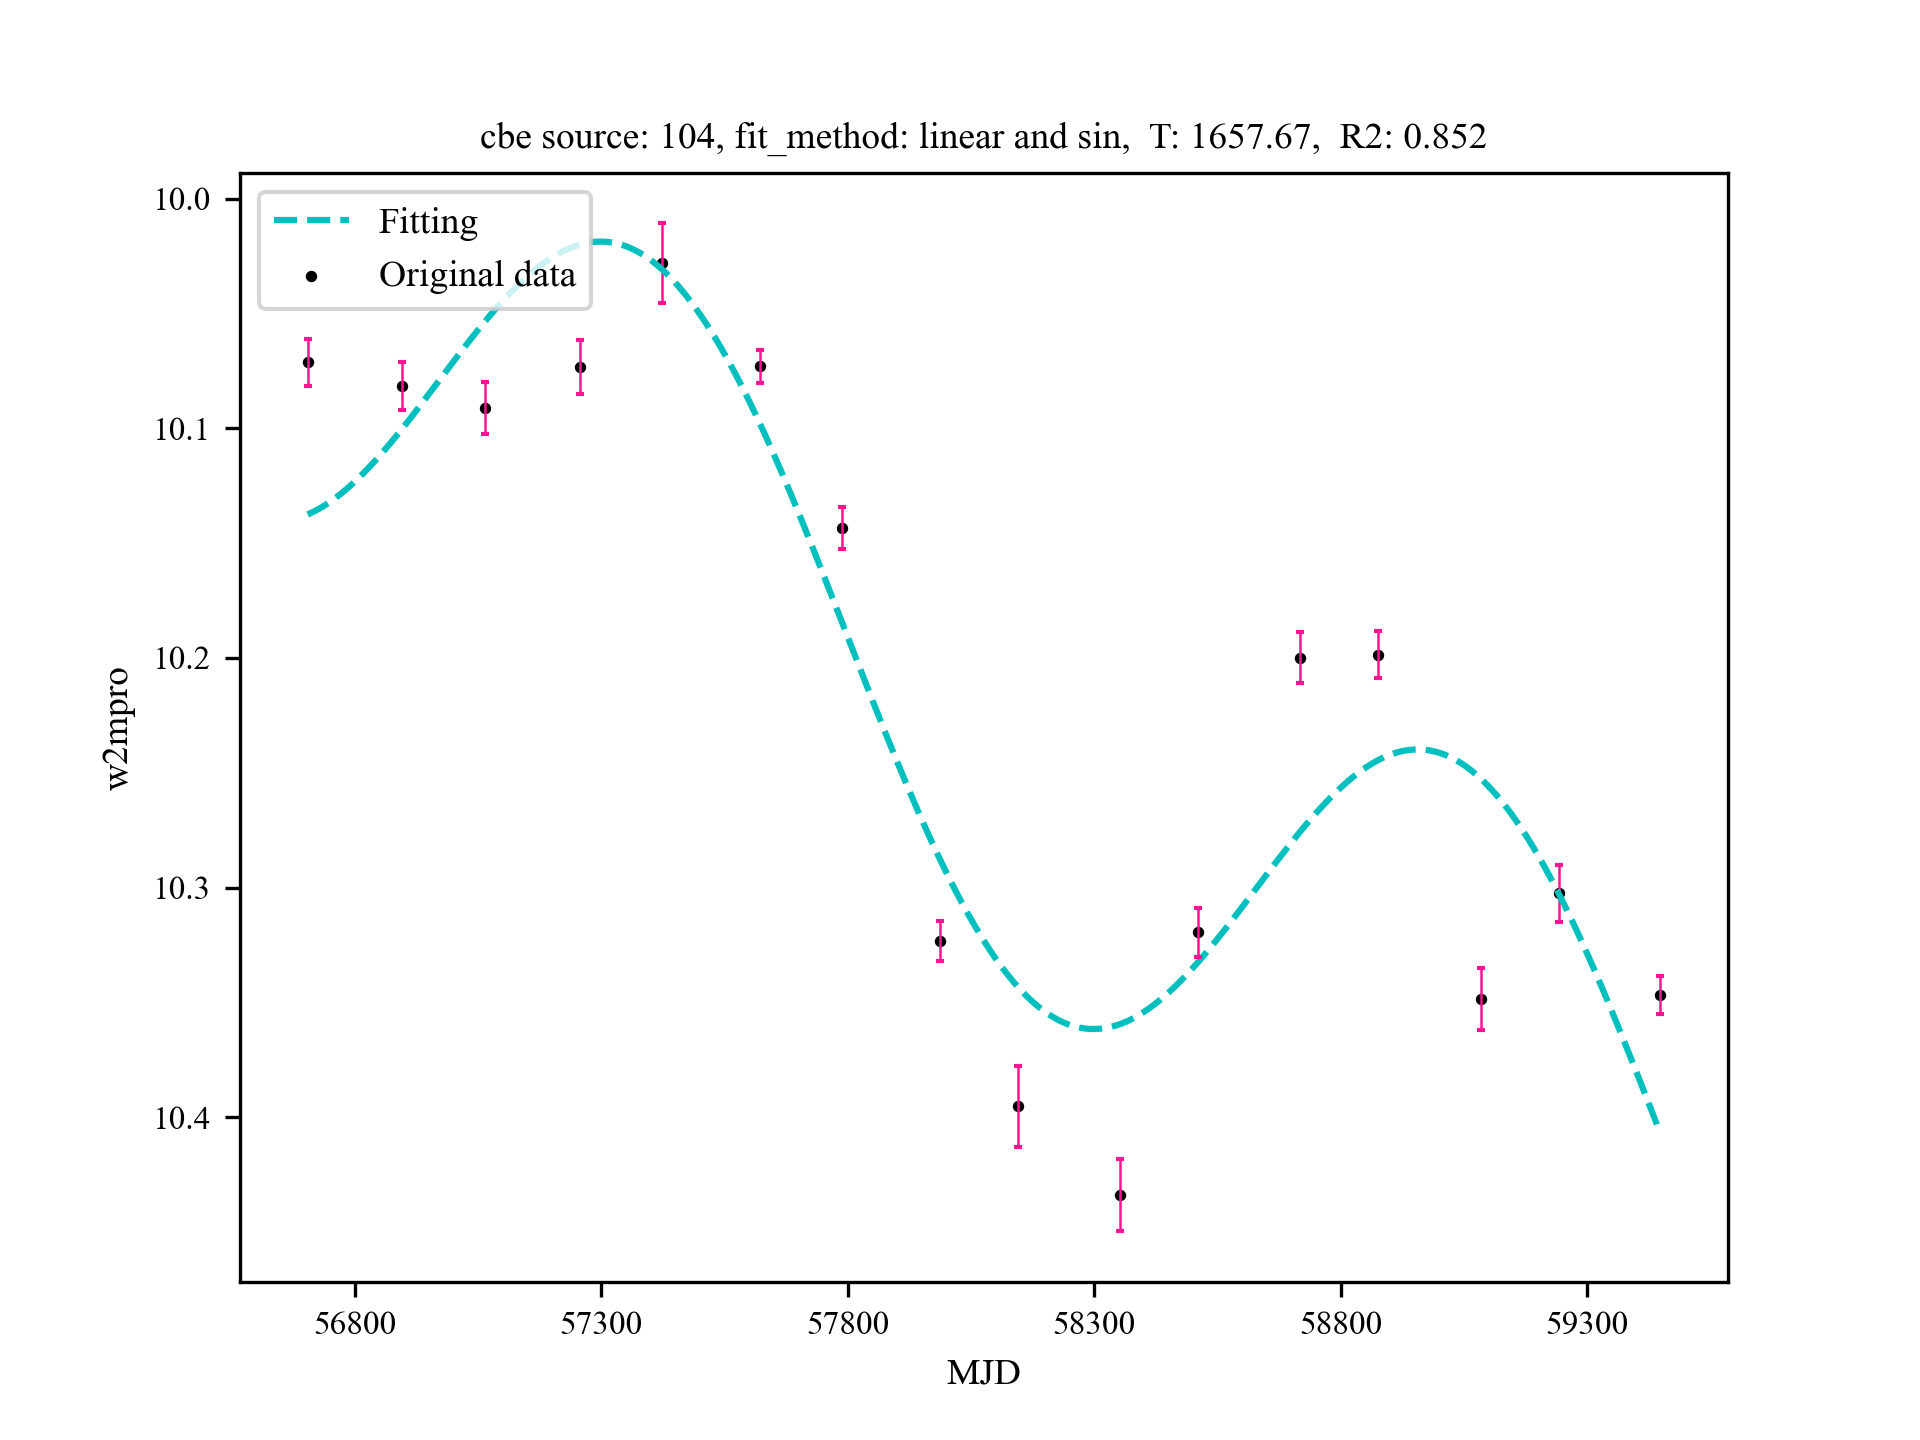 cbe source: 104, fit_method: linear and sin,  T: 1657.67,  R2: 0.852
Fitting
Original data
10.0
10.1
10.2
10.3
10.4
w2mpro
56800
57300
57800
58300
58800
59300
MJD